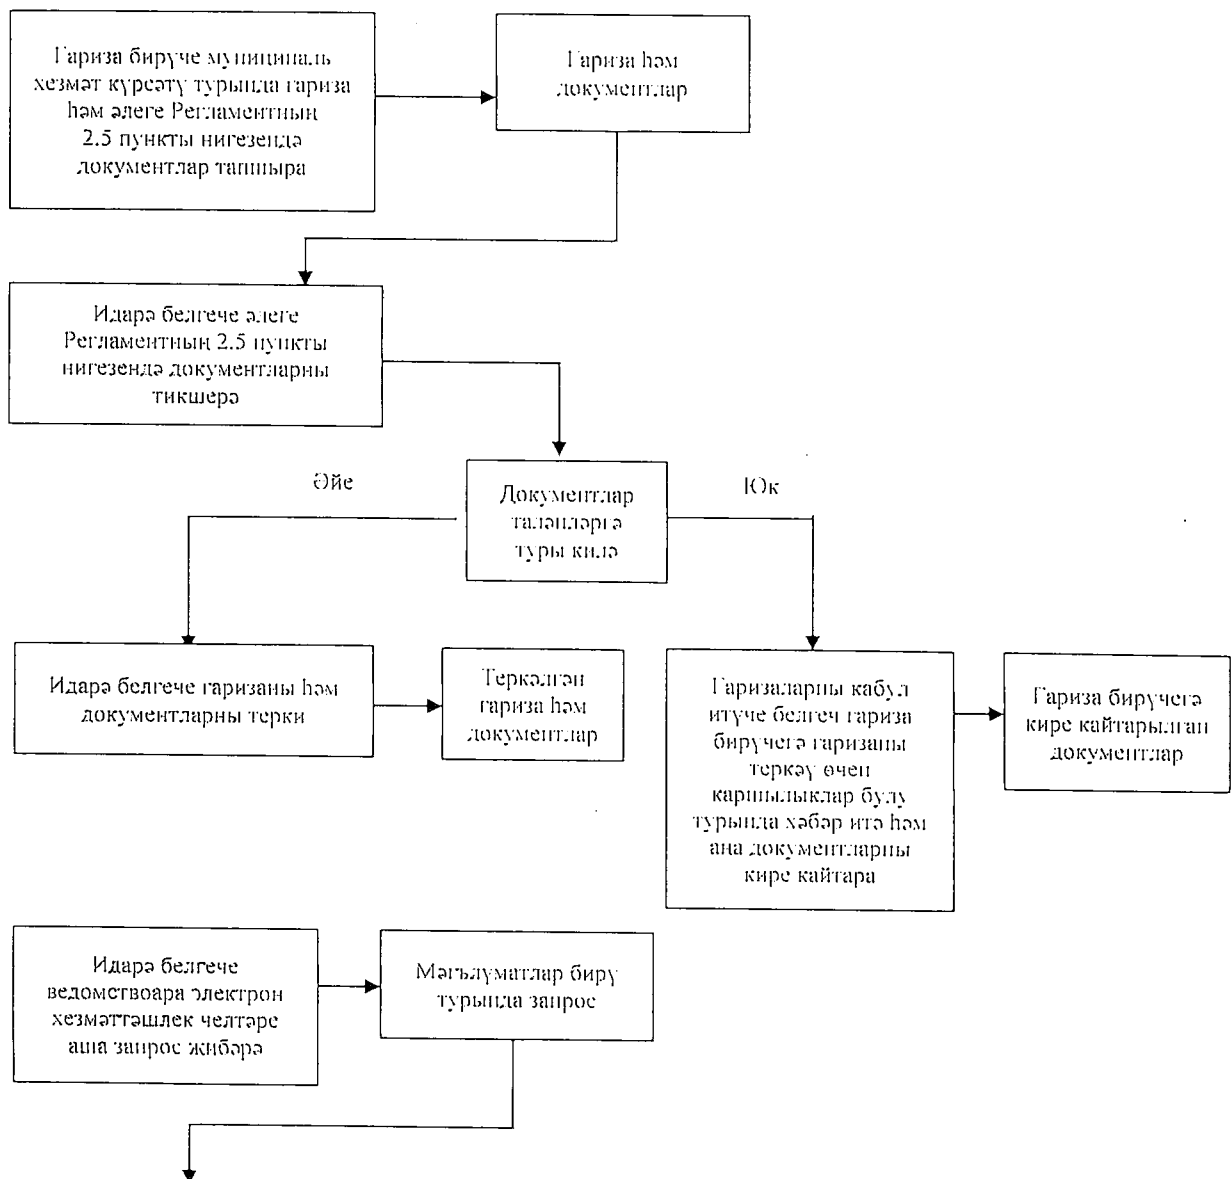 Гариза бирүче муниципаль
хезмәт күрсәтү турында гариза
һәм әлеге Регламентның
2.5 пункты нигезендә
документлар тапшыра
Гариза һәм
документлар
Идарә белгече әлеге
Регламентның 2.5 пункты
нигезендә документларны
тикшерә
Әйе
Документлар
таләпләргә
туры килә
Юк
Идарә белгече гаризаны һәм
документларны терки
Теркәлгән
гариза һәм
документлар
Гаризаларны кабул
итүче белгеч гариза
бирүчегә гаризаны
теркәү өчен
каршылыклар булу
турында хәбәр итә һәм
аңа документларны
кире кайтара
Гариза бирүчегә
кире кайтарылган
документлар
Идарә белгече
ведомствоара электрон
хезмәттәшлек челтәре
аша запрос җибәрә
Мәгълүматлар бирү
турында запрос